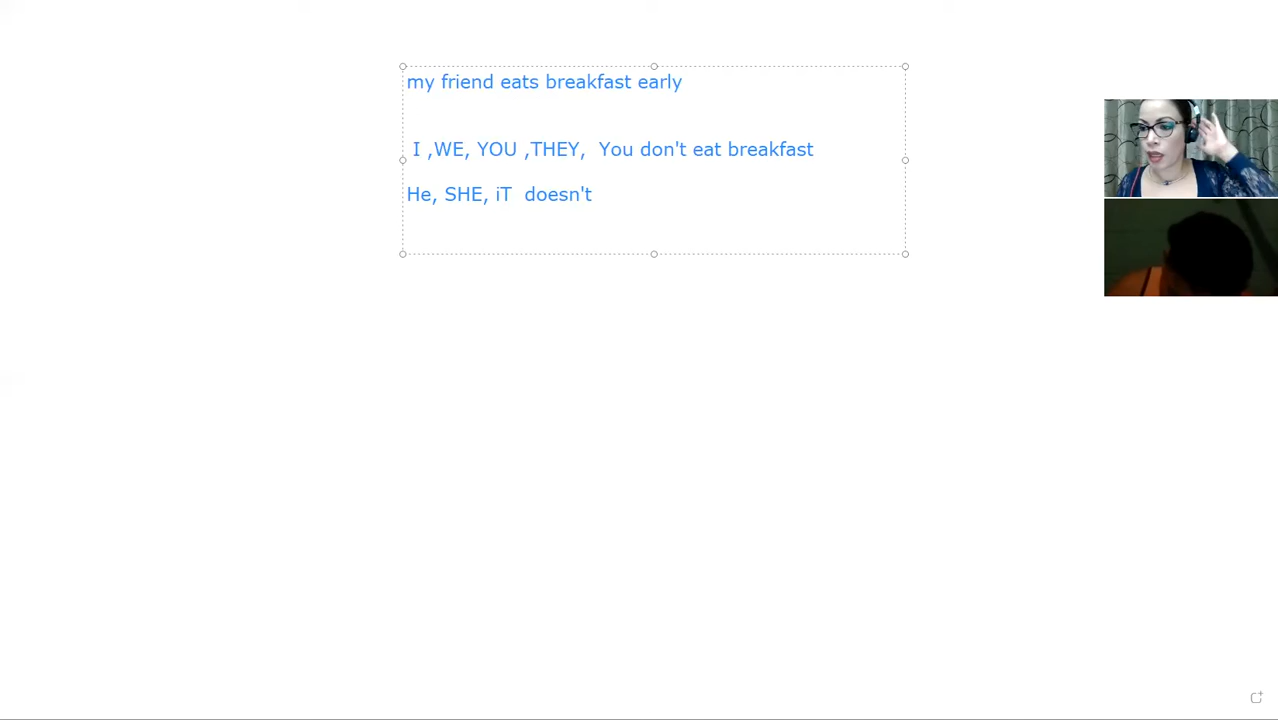 my friend eats breakfast early
I ,WE, YOU ,THEY, You don't eat breakfast
He, SHE, iT doesn't